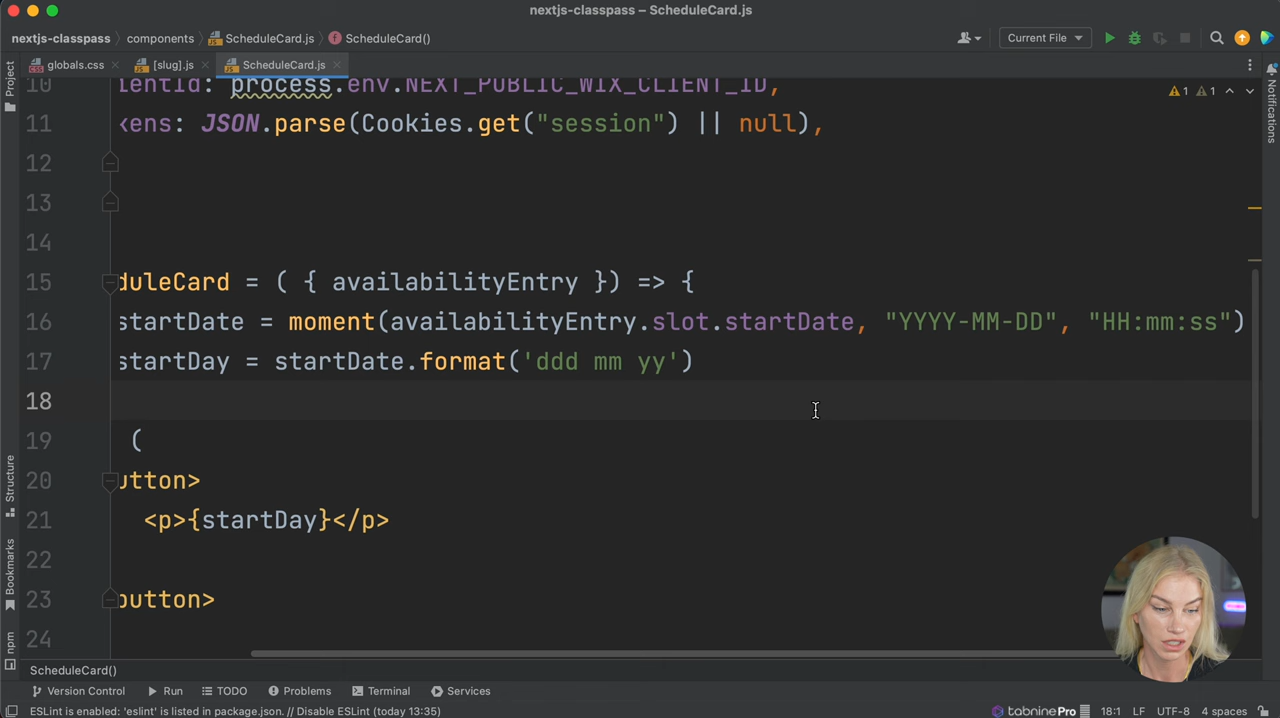 nextjs-classpass – ScheduleCard.js
nextjs-classpass components ScheduleCard.js ScheduleCard() Current File
Project globals.css [slug].js ScheduleCard.js
10 ientId: process.env.NEXT_PUBLIC_WIX_CLIENT_ID, 1 1
11 kens: JSON.parse(Cookies.get("session") || null),
12
13
14
15 duleCard = ( { availabilityEntry }) => {
16 startDate = moment(availabilityEntry.slot.startDate, "YYYY-MM-DD", "HH:mm:ss")
17 startDay = startDate.format('ddd mm yy')
18
19 (
20 utton>
21 <p>{startDay}</p>
22
23 button>
24
Notifications
Structure
Bookmarks
npm
ScheduleCard()
Version Control Run TODO Problems Terminal Services
ESLint is enabled: 'eslint' is listed in package.json. // Disable ESLint (today 13:35) tabnine Pro 18:1 LF UTF-8 4 spaces